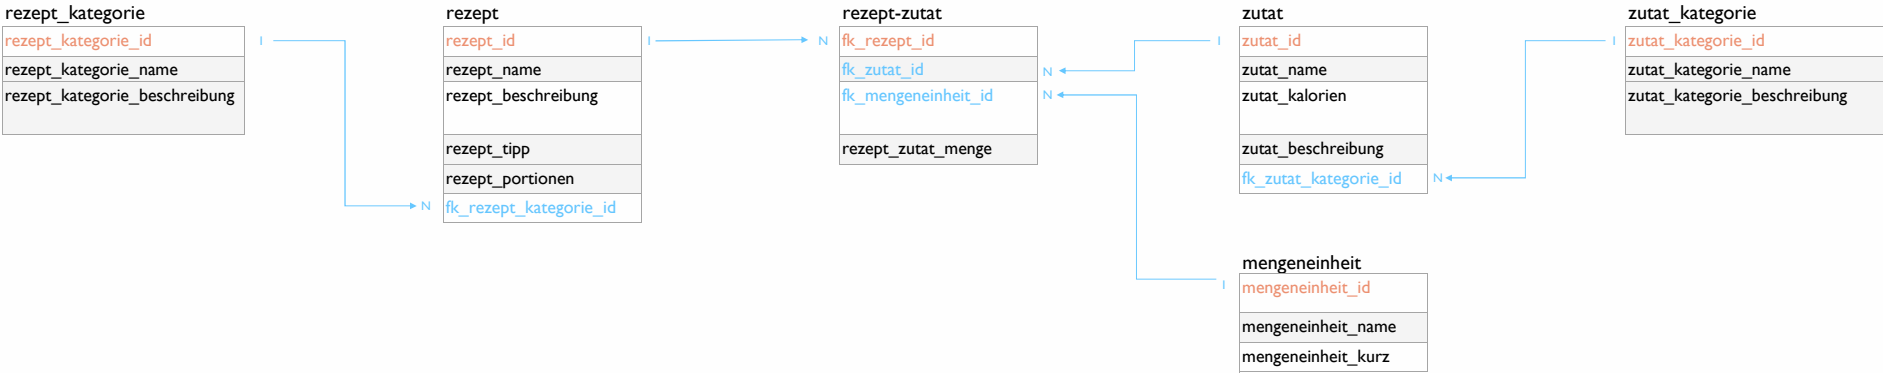 rezept_kategorie
rezept_kategorie_id
rezept_kategorie_name
rezept_kategorie_beschreibung
I
N
rezept
rezept_id
rezept_name
rezept_beschreibung
rezept_tipp
rezept_portionen
fk_rezept_kategorie_id
I
N
rezept-zutat
fk_rezept_id
fk_zutat_id
fk_mengeneinheit_id
rezept_zutat_menge
N
N
I
I
zutat
zutat_id
zutat_name
zutat_kalorien
zutat_beschreibung
fk_zutat_kategorie_id
N
I
zutat_kategorie
zutat_kategorie_id
zutat_kategorie_name
zutat_kategorie_beschreibung
mengeneinheit
mengeneinheit_id
mengeneinheit_name
mengeneinheit_kurz